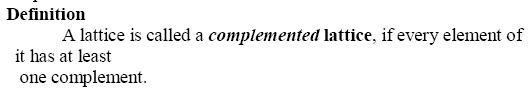 Definition
A lattice is called a complemented lattice, if every element of
it has at least
one complement.